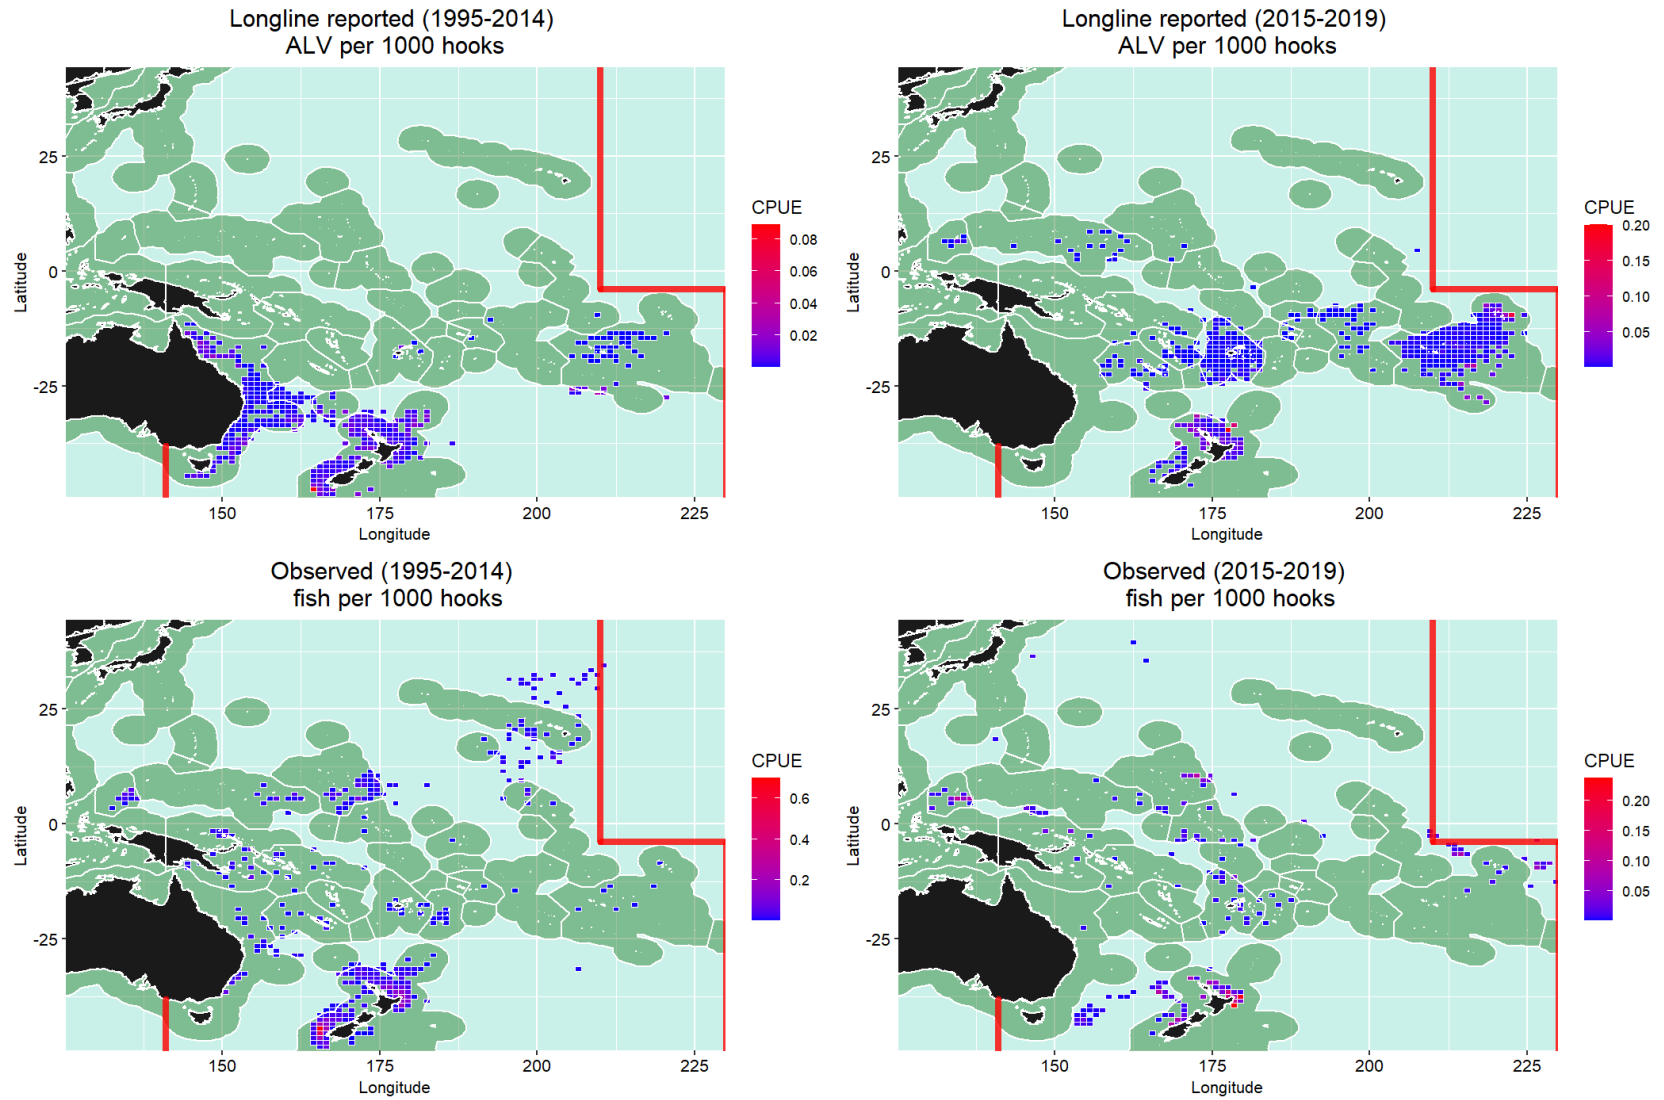 Longline reported (1995-2014)
ALV per 1000 hooks
25
0
-25
Latitude
150
175
200
225
Longitude
CPUE
0.08
0.06
0.04
0.02
Longline reported (2015-2019)
ALV per 1000 hooks
25
0
-25
Latitude
150
175
200
225
Longitude
CPUE
0.20
0.15
0.10
0.05
Observed (1995-2014)
fish per 1000 hooks
25
0
-25
Latitude
150
175
200
225
Longitude
CPUE
0.6
0.4
0.2
Observed (2015-2019)
fish per 1000 hooks
25
0
-25
Latitude
150
175
200
225
Longitude
CPUE
0.20
0.15
0.10
0.05